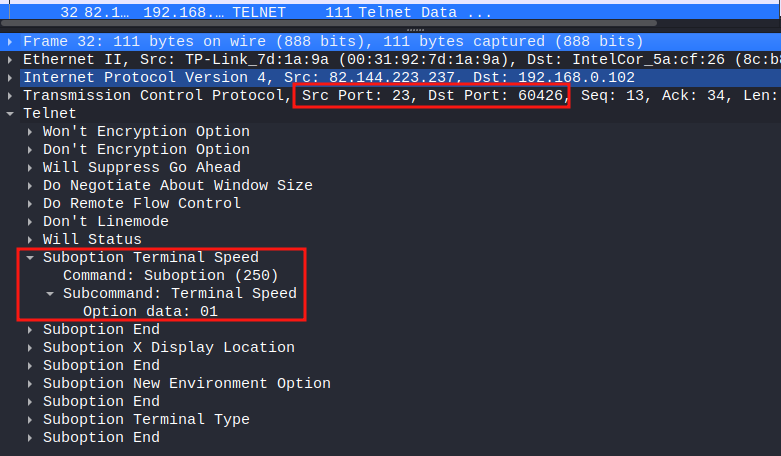 32 82.1… 192.168.… TELNET 111 Telnet Data ...
Frame 32: 111 bytes on wire (888 bits), 111 bytes captured (888 bits)
Ethernet II, Src: TP-Link_7d:1a:9a (00:31:92:7d:1a:9a), Dst: IntelCor_5a:cf:26 (8c:b8
Internet Protocol Version 4, Src: 82.144.223.237, Dst: 192.168.0.102
Transmission Control Protocol, Src Port: 23, Dst Port: 60426, Seq: 13, Ack: 34, Len:
Telnet
Won't Encryption Option
Don't Encryption Option
Will Suppress Go Ahead
Do Negotiate About Window Size
Do Remote Flow Control
Don't Linemode
Will Status
Suboption Terminal Speed
Command: Suboption (250)
Subcommand: Terminal Speed
Option data: 01
Suboption End
Suboption X Display Location
Suboption End
Suboption New Environment Option
Suboption End
Suboption Terminal Type
Suboption End